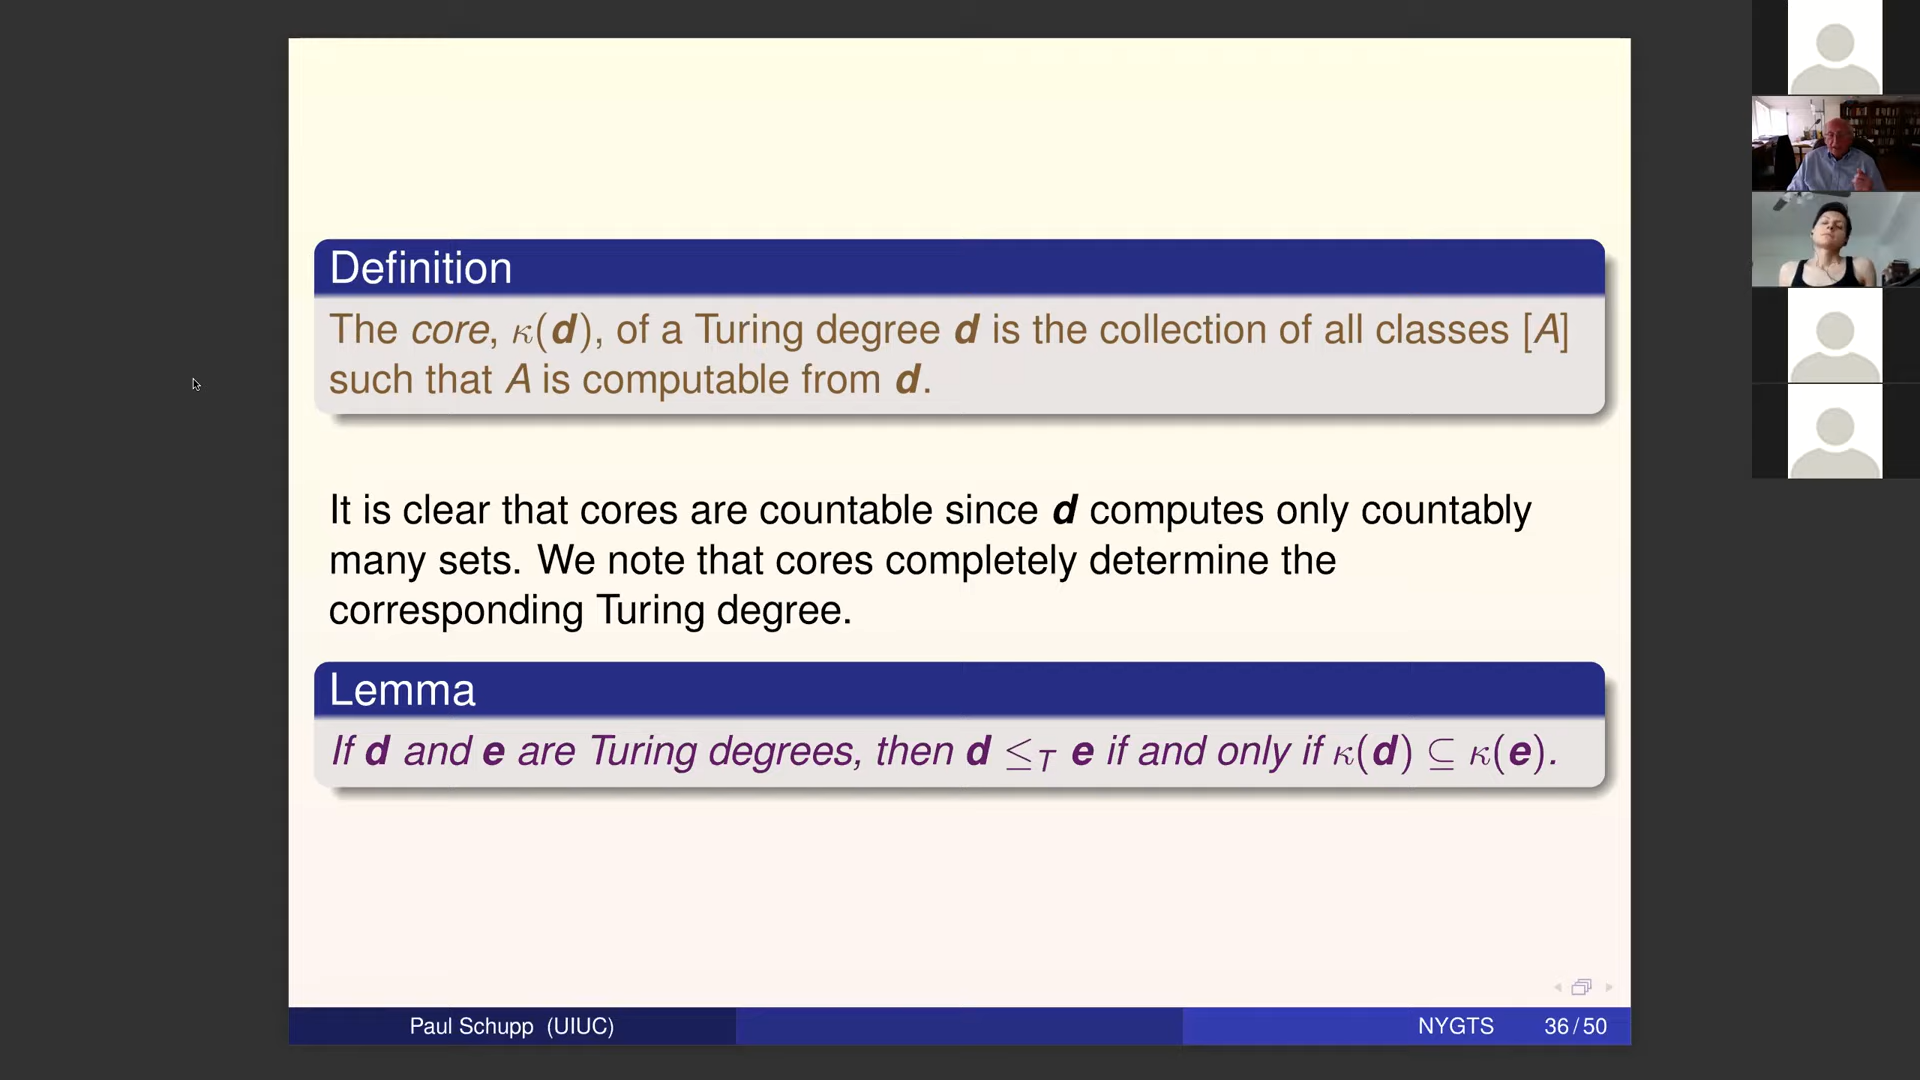 Definition
The core, κ(d), of a Turing degree d is the collection of all classes [A]
such that A is computable from d.
It is clear that cores are countable since d computes only countably
many sets. We note that cores completely determine the
corresponding Turing degree.
Lemma
If d and e are Turing degrees, then d ≤T e if and only if κ(d) ⊆ κ(e).
Paul Schupp (UIUC) NYGTS 36 / 50